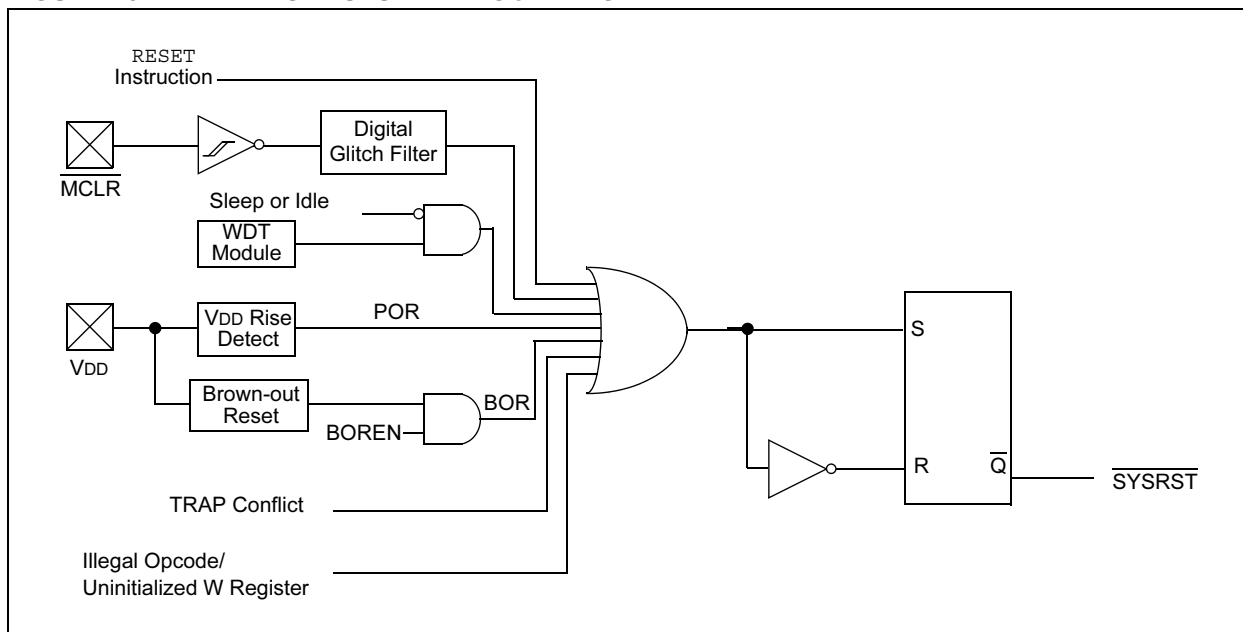 RESET
Instruction
Digital
Glitch Filter
MCLR
Sleep or Idle
WDT
Module
VDD Rise
Detect
POR
VDD
Brown-out
Reset
BOREN
BOR
TRAP Conflict
Illegal Opcode/
Uninitialized W Register
S
R
Q
SYSRST